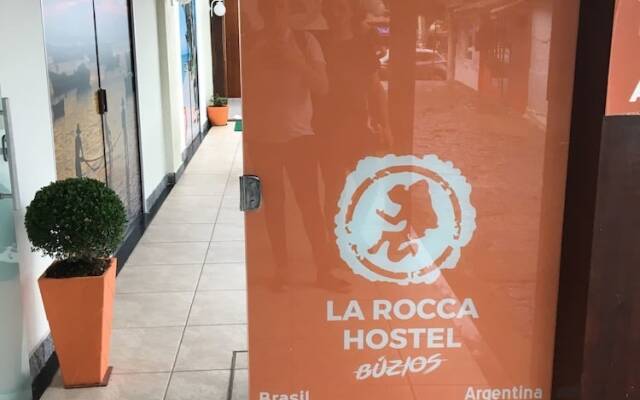 LA ROCCA
HOSTEL
BÚZIOS
Brasil
Argentina